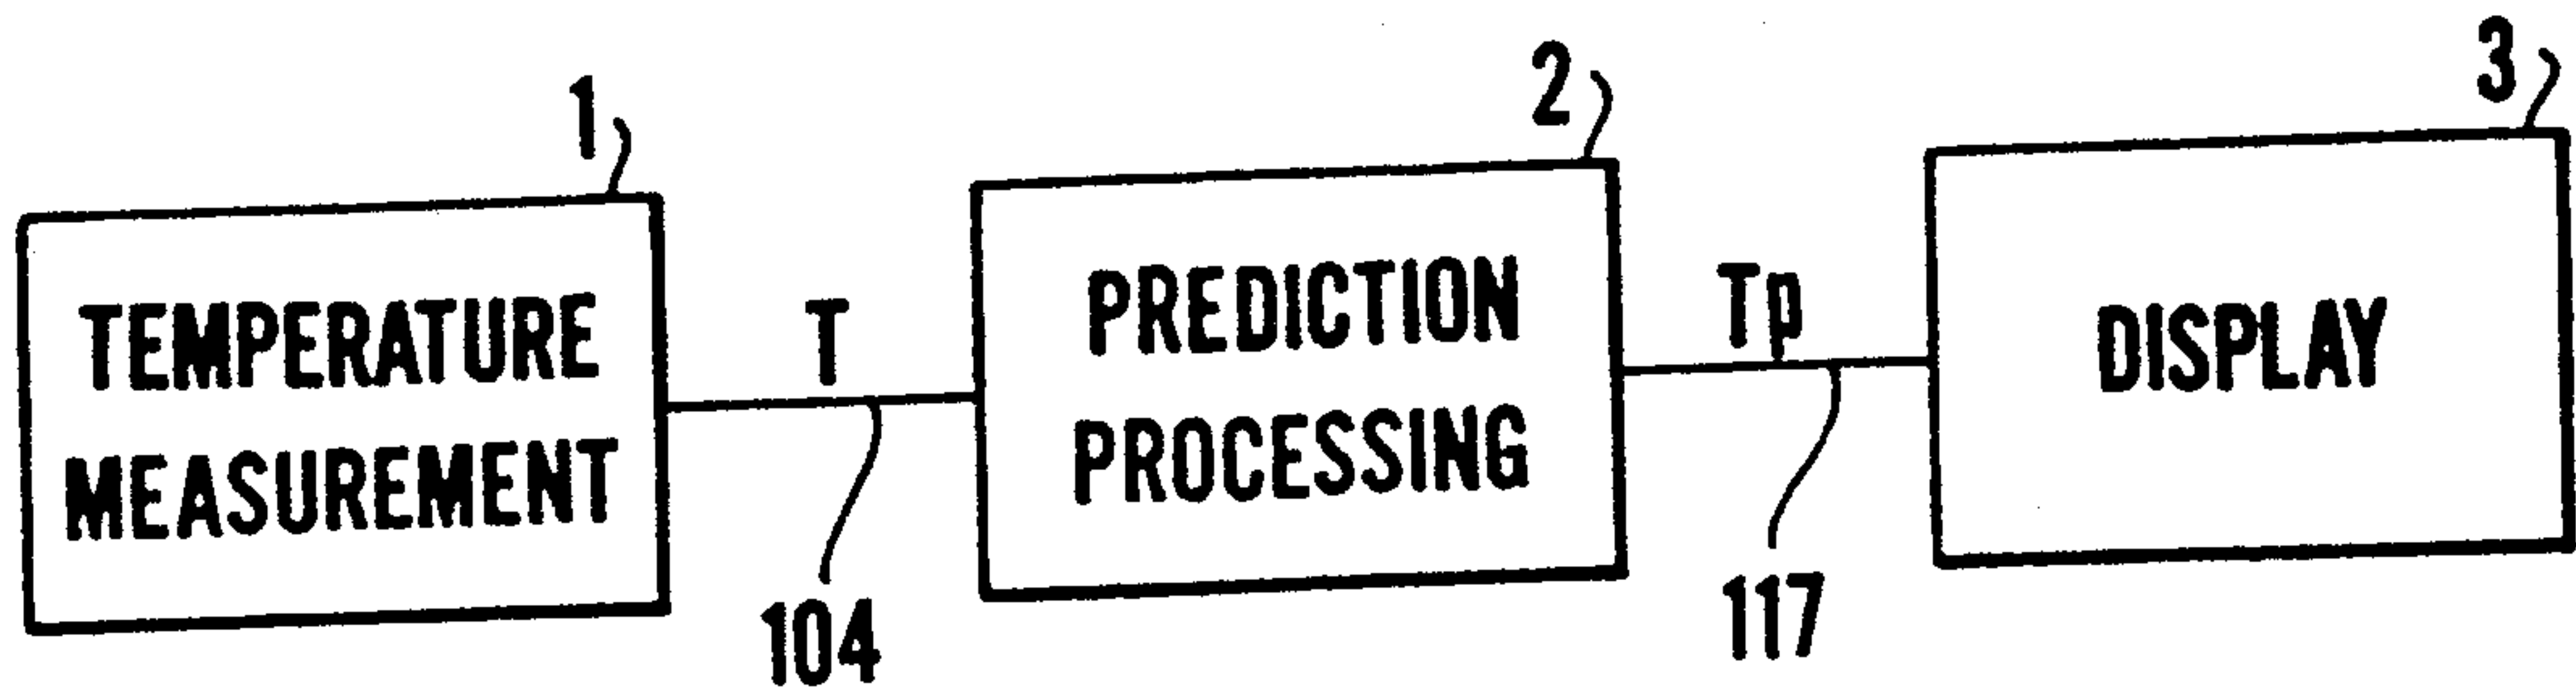 1
2
3
TEMPERATURE
MEASUREMENT
T
104
PREDICTION
PROCESSING
Tp
117
DISPLAY